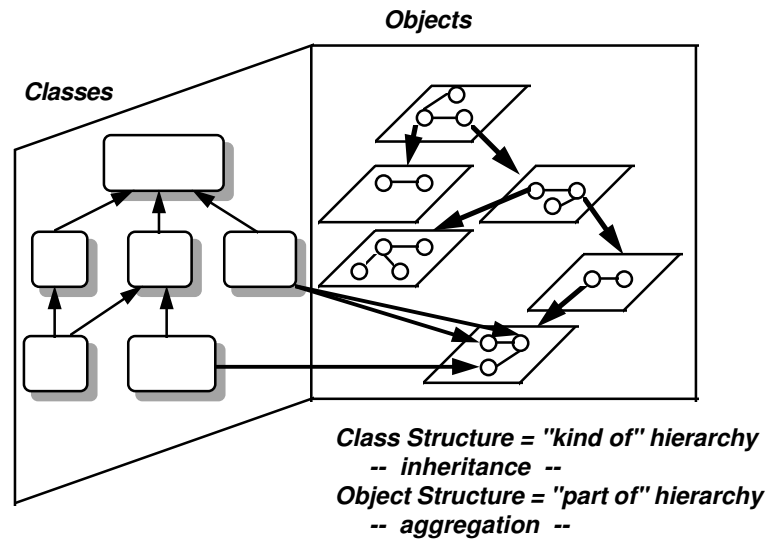 Objects
Classes
Class Structure = "kind of" hierarchy
-- inheritance --
Object Structure = "part of" hierarchy
-- aggregation --